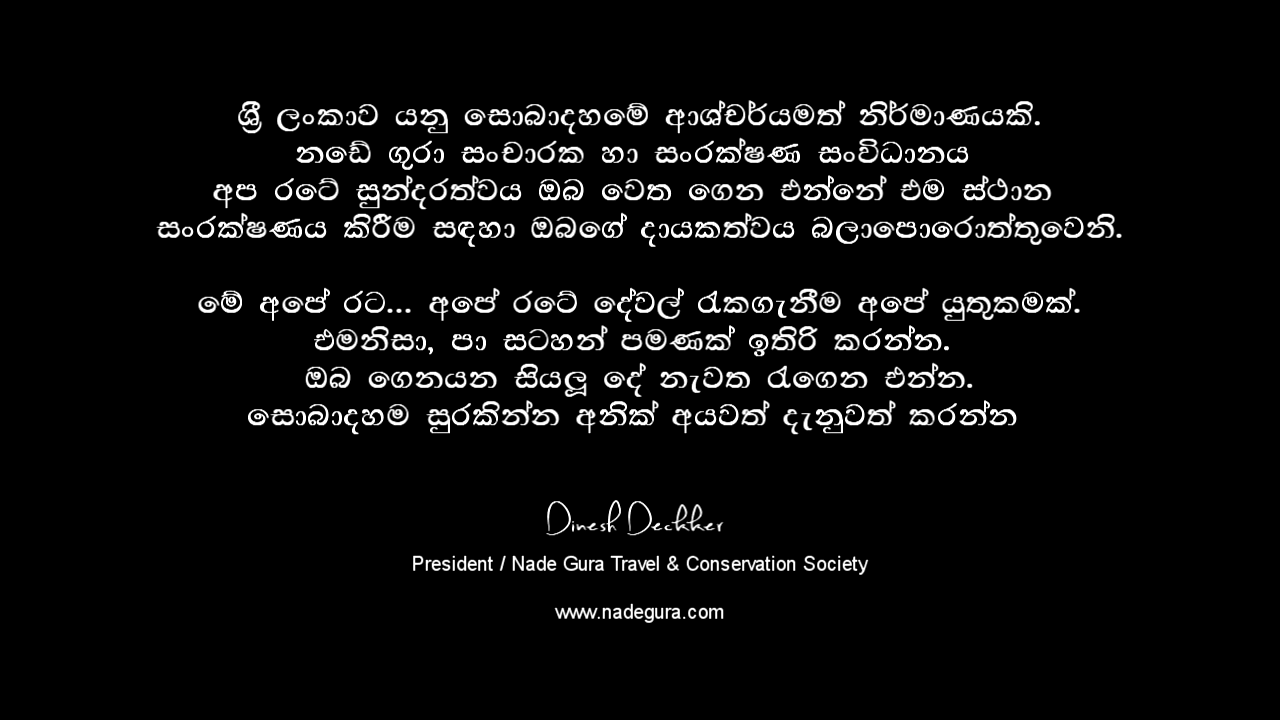 ශ්‍රී ලංකාව යනු සොබාදහමේ ආශ්චර්යමත් නිර්මාණයකි.
නඩේ ගුරා සංචාරක හා සංරක්ෂණ සංවිධානය
අප රටේ සුන්දරත්වය ඔබ වෙත ගෙන එන්නේ එම ස්ථාන
සංරක්ෂණය කිරීම සඳහා ඔබගේ දායකත්වය බලාපොරොත්තුවෙනි.
මේ අපේ රට... අපේ රටේ දේවල් රැකගැනීම අපේ යුතුකමක්.
එමනිසා, පා සටහන් පමණක් ඉතිරි කරන්න.
ඔබ ගෙනයන සියලූ දේ නැවත රැගෙන එන්න.
සොබාදහම සුරකින්න අනික් අයවත් දැනුවත් කරන්න
Dinesh Deckker
President / Nade Gura Travel & Conservation Society
www.nadegura.com